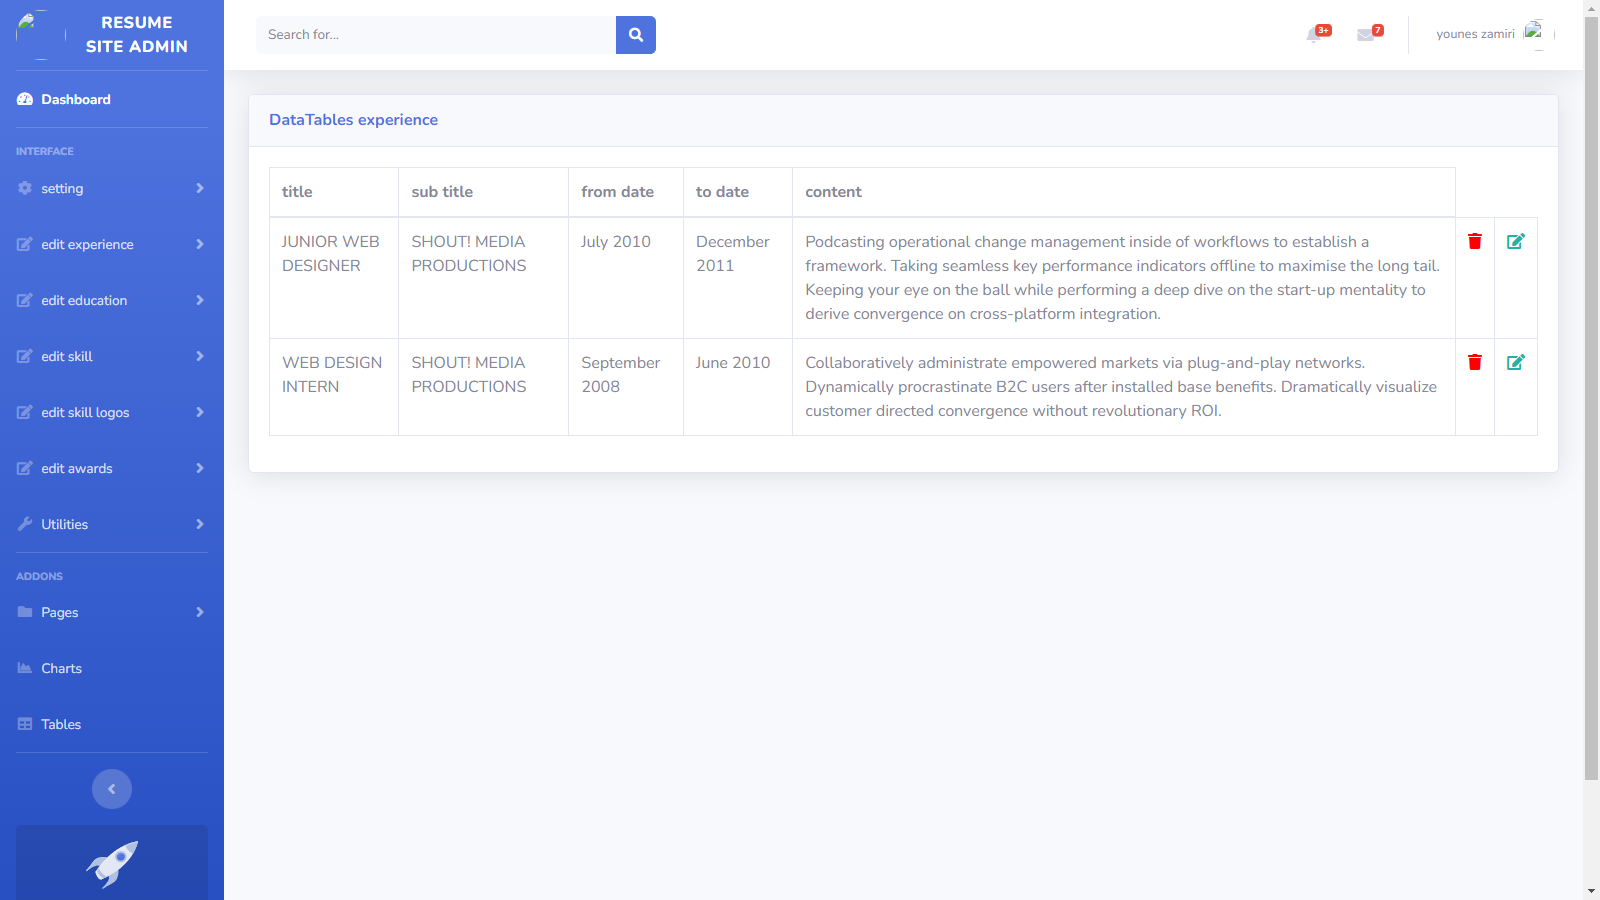 RESUME
SITE ADMIN
Search for...
3+
7
younes zamiri
Dashboard
INTERFACE
setting
edit experience
edit education
edit skill
edit skill logos
edit awards
Utilities
ADDONS
Pages
Charts
Tables
DataTables experience
title sub title from date to date content
JUNIOR WEB SHOUT! MEDIA July 2010 December Podcasting operational change management inside of workflows to establish a
DESIGNER PRODUCTIONS 2011 framework. Taking seamless key performance indicators offline to maximise the long tail.
Keeping your eye on the ball while performing a deep dive on the start-up mentality to
derive convergence on cross-platform integration.
WEB DESIGN SHOUT! MEDIA September June 2010 Collaboratively administrate empowered markets via plug-and-play networks.
INTERN PRODUCTIONS 2008 Dynamically procrastinate B2C users after installed base benefits. Dramatically visualize
customer directed convergence without revolutionary ROI.